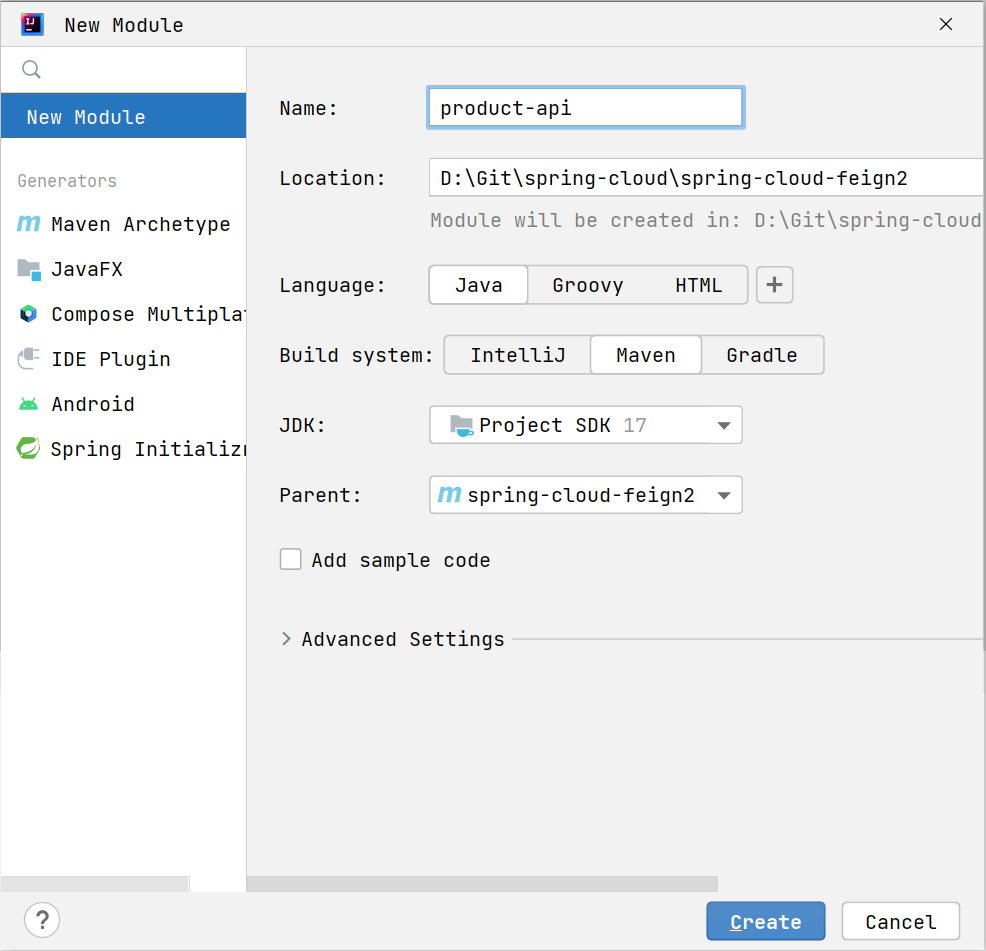 New Module
New Module
Generators
Maven Archetype
JavaFX
Compose Multipla
IDE Plugin
Android
Spring Initializ
Name: product-api
Location: D:\Git\spring-cloud\spring-cloud-feign2
Module will be created in: D:\Git\spring-cloud
Language: Java Groovy HTML +
Build system: IntelliJ Maven Gradle
JDK: Project SDK 17
Parent: m spring-cloud-feign2
Add sample code
Advanced Settings
? Create Cancel